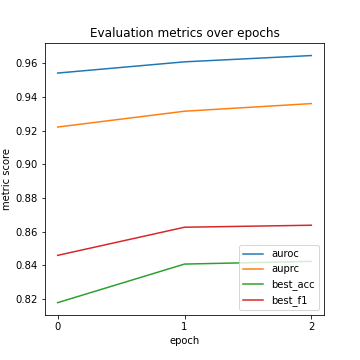 Evaluation metrics over epochs
metric score
0.96
0.94
0.92
0.90
0.88
0.86
0.84
0.82
auroc
auprc
best_acc
best_f1
0
1
2
epoch